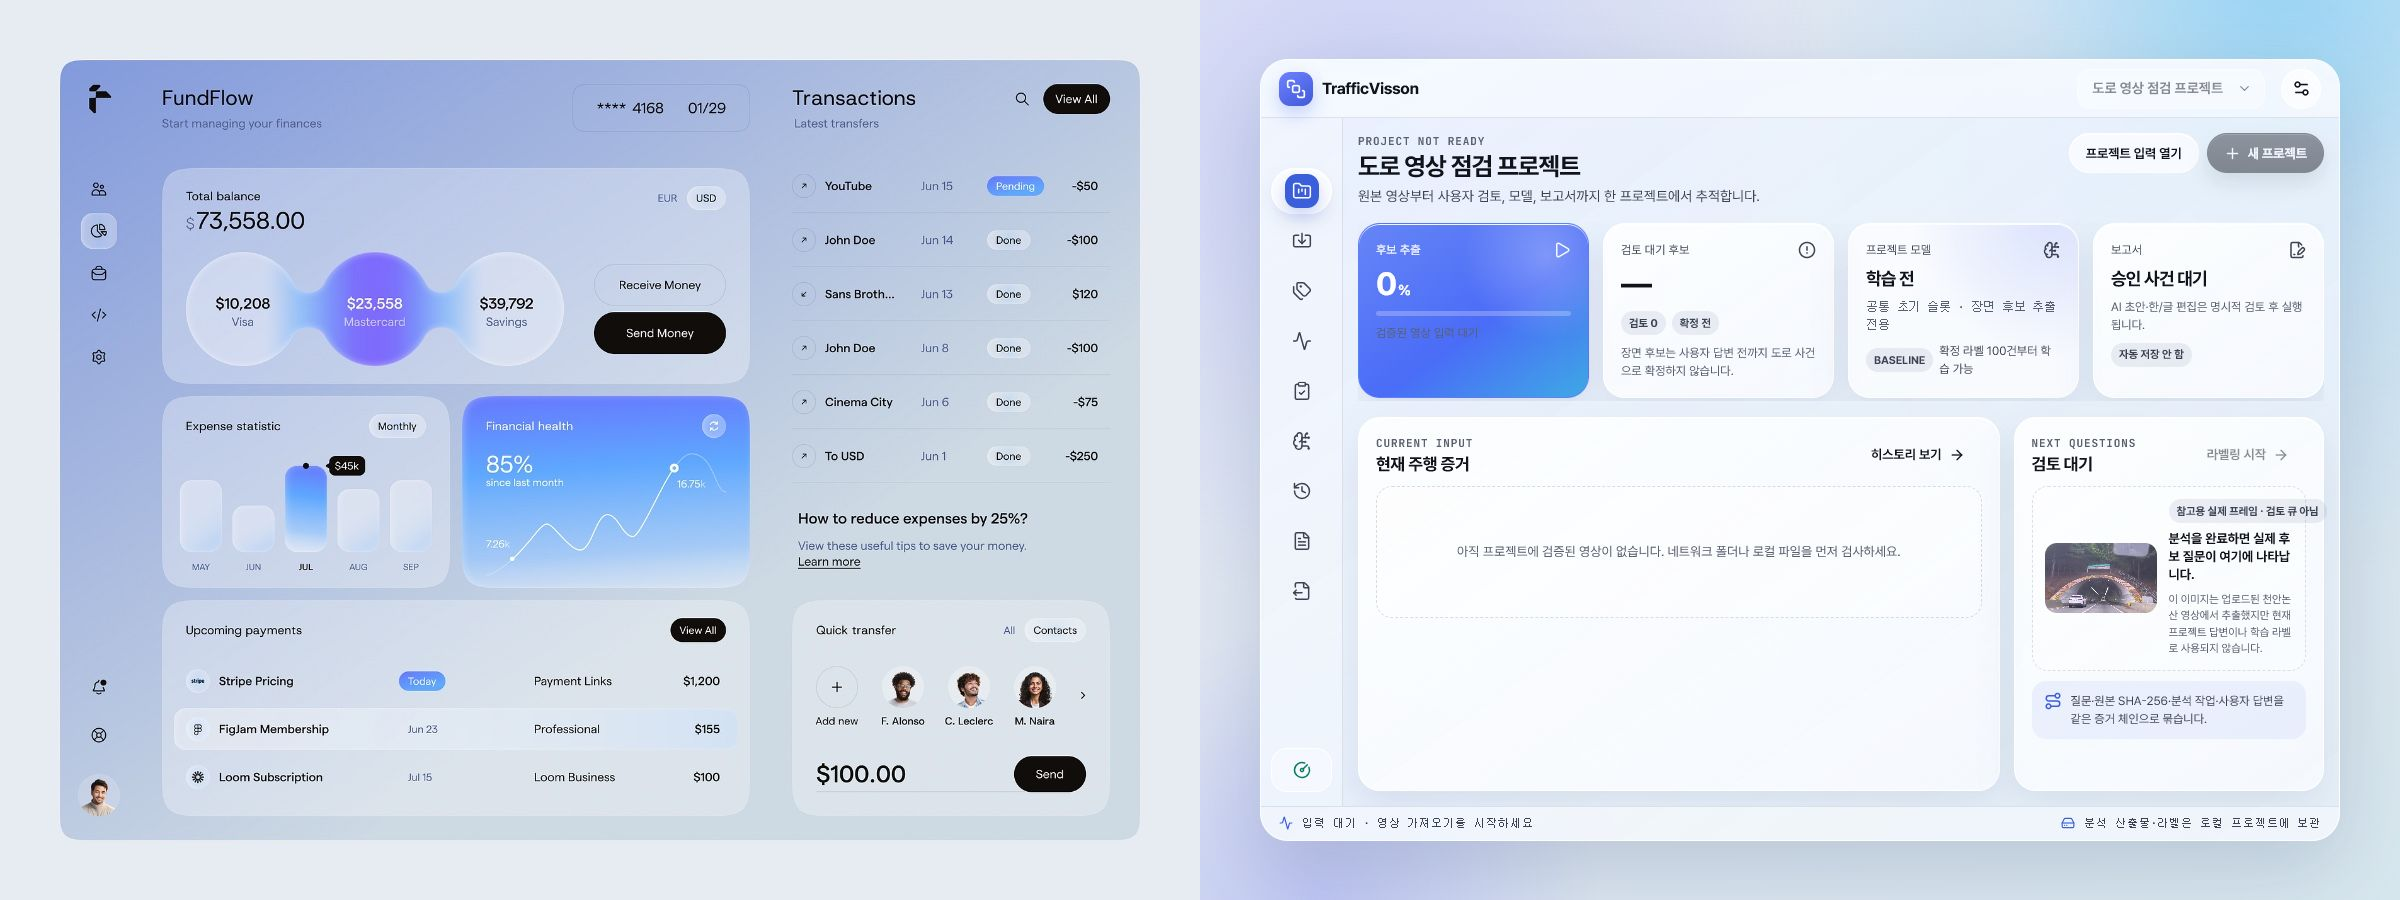 FundFlow
Start managing your finances
**** 4168 01/29
Total balance
EUR USD
$73,558.00
$10,208
Visa
$23,558
Mastercard
$39,792
Savings
Receive Money
Send Money
Expense statistic
Monthly
$45k
MAY JUN JUL AUG SEP
Financial health
85%
since last month
16.75k
7.26k
Upcoming payments
View All
stripe Stripe Pricing Today Payment Links $1,200
FigJam Membership Jun 23 Professional $155
Loom Subscription Jul 15 Loom Business $100
Transactions
Latest transfers
View All
YouTube Jun 15 Pending -$50
John Doe Jun 14 Done -$100
Sans Broth... Jun 13 Done $120
John Doe Jun 8 Done -$100
Cinema City Jun 6 Done -$75
To USD Jun 1 Done -$250
How to reduce expenses by 25%?
View these useful tips to save your money.
Learn more
Quick transfer
All Contacts
Add new F. Alonso C. Leclerc M. Naira
$100.00
Send
TrafficVisson
도로 영상 점검 프로젝트
PROJECT NOT READY
도로 영상 점검 프로젝트
원본 영상부터 사용자 검토, 모델, 보고서까지 한 프로젝트에서 추적합니다.
프로젝트 입력 열기
새 프로젝트
후보 추출
0%
검증된 영상 입력 대기
검토 대기 후보
—
검토 0 확정 전
장면 후보는 사용자 답변 전까지 도로 사건
으로 확정하지 않습니다.
프로젝트 모델
학습 전
공통 초기 슬롯 · 장면 후보 추출
전용
BASELINE
확정 라벨 100건부터 학
습 가능
보고서
승인 사건 대기
AI 초안·한/글 편집은 명시적 검토 후 실행
됩니다.
자동 저장 안 함
CURRENT INPUT
현재 주행 증거
히스토리 보기
아직 프로젝트에 검증된 영상이 없습니다. 네트워크 폴더나 로컬 파일을 먼저 검사하세요.
NEXT QUESTIONS
검토 대기
라벨링 시작
참고용 실제 프레임 · 검토 큐 아님
분석을 완료하면 실제 후
보 질문이 여기에 나타납
니다.
이 이미지는 업로드된 천안논
산 영상에서 추출했지만 현재
프로젝트 답변이나 학습 라벨
로 사용되지 않습니다.
질문·원본 SHA-256·분석 작업·사용자 답변을
같은 증거 체인으로 묶습니다.
입력 대기 · 영상 가져오기를 시작하세요
분석 산출물·라벨은 로컬 프로젝트에 보관